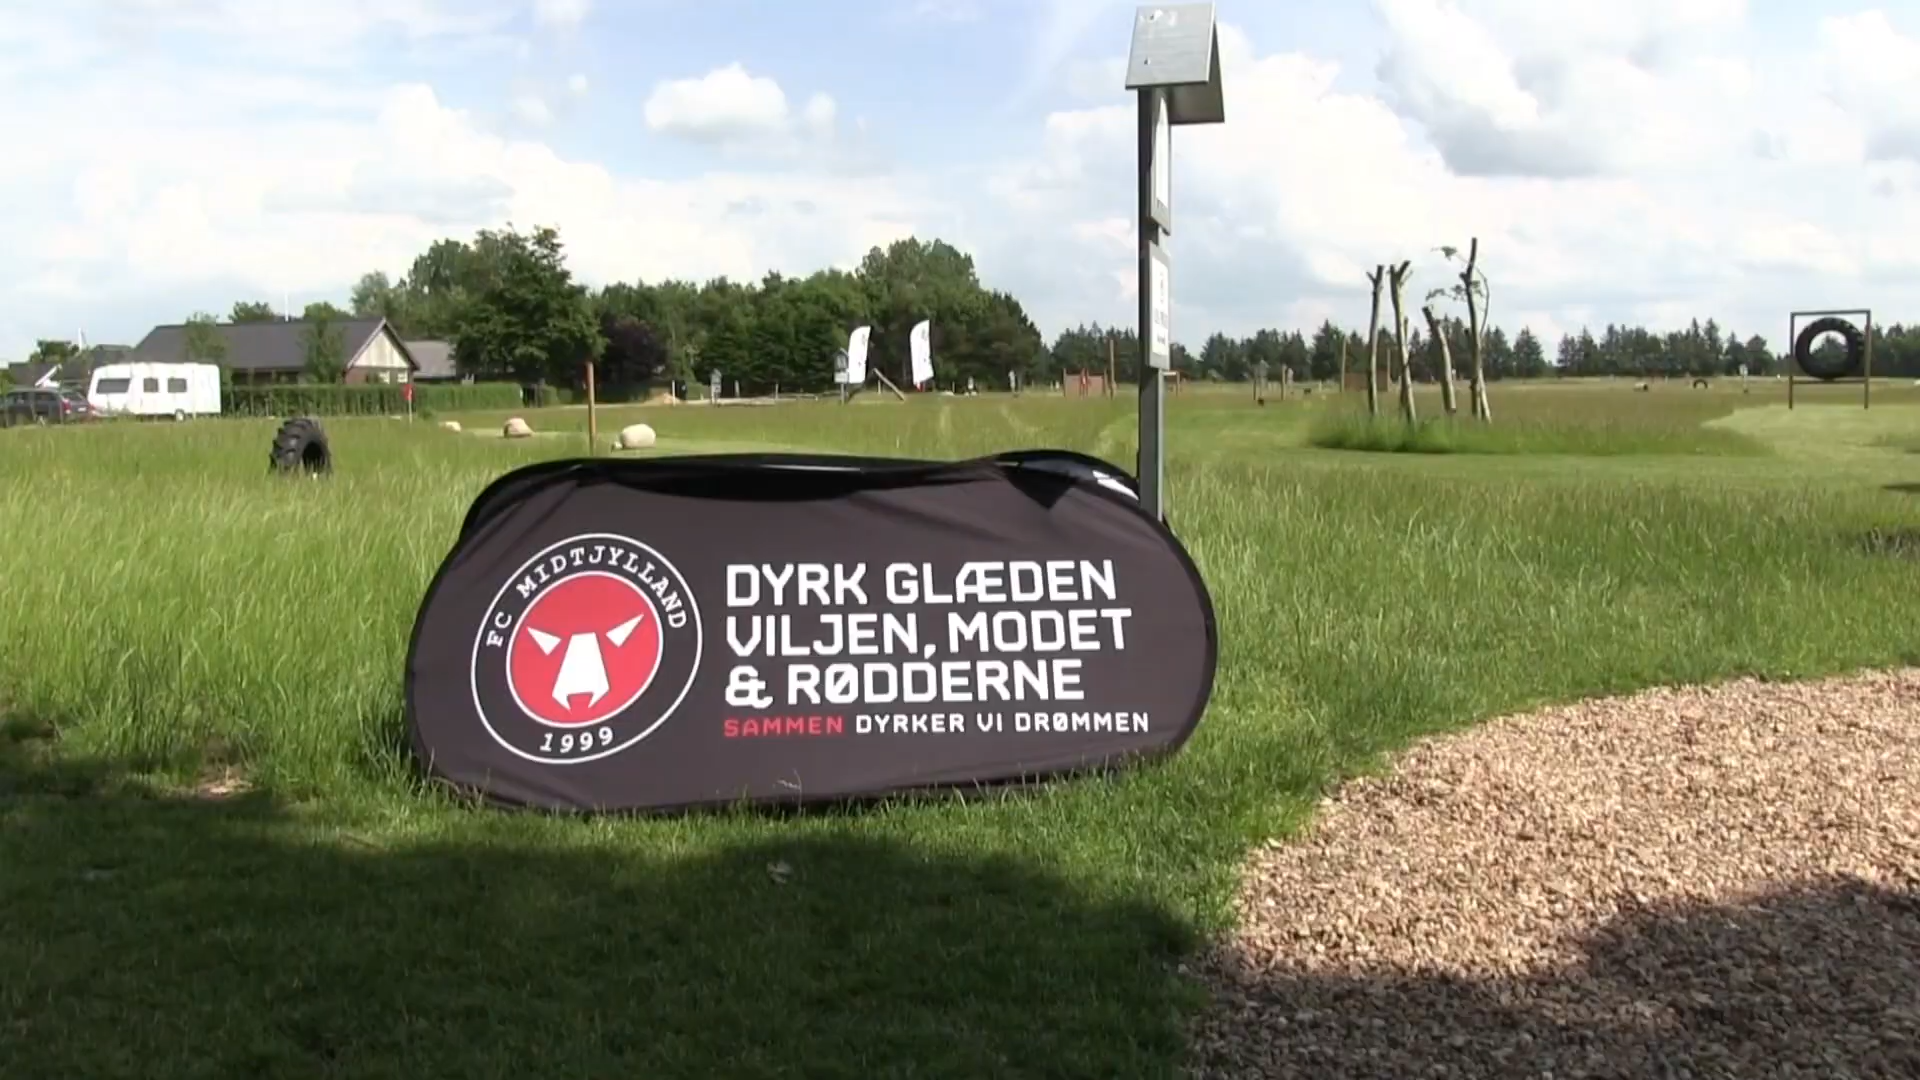 FC MIDTJYLLAND
1999
DYRK GLÆDEN
VILJEN, MODET
& RØDDERNE
SAMMEN DYRKER VI DRØMMEN